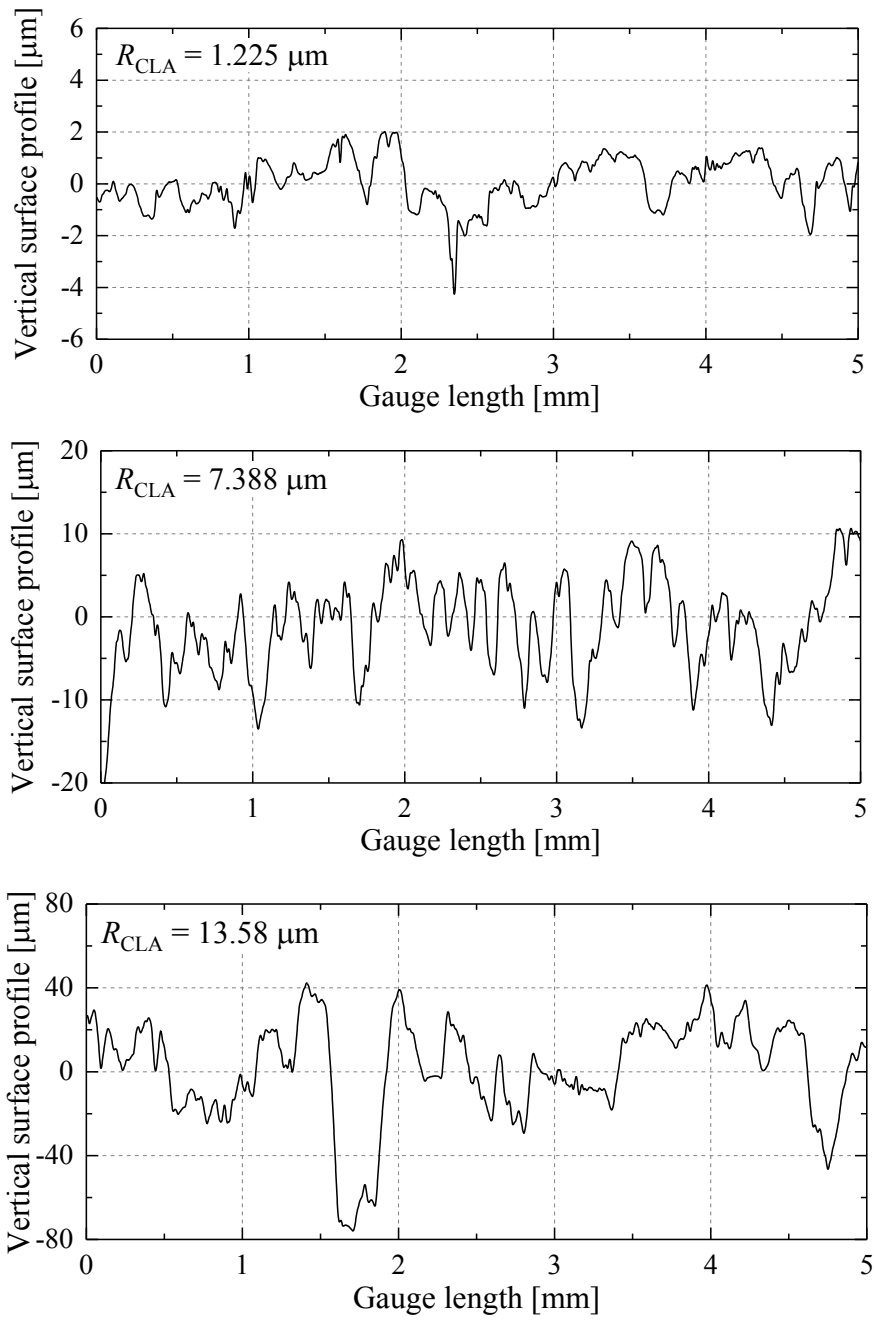 Vertical surface profile [μm]
R_CLA = 1.225 μm
6
4
2
0
-2
-4
-6
0 1 2 3 4 5
Gauge length [mm]
Vertical surface profile [μm]
R_CLA = 7.388 μm
20
10
0
-10
-20
0 1 2 3 4 5
Gauge length [mm]
Vertical surface profile [μm]
R_CLA = 13.58 μm
80
40
0
-40
-80
0 1 2 3 4 5
Gauge length [mm]